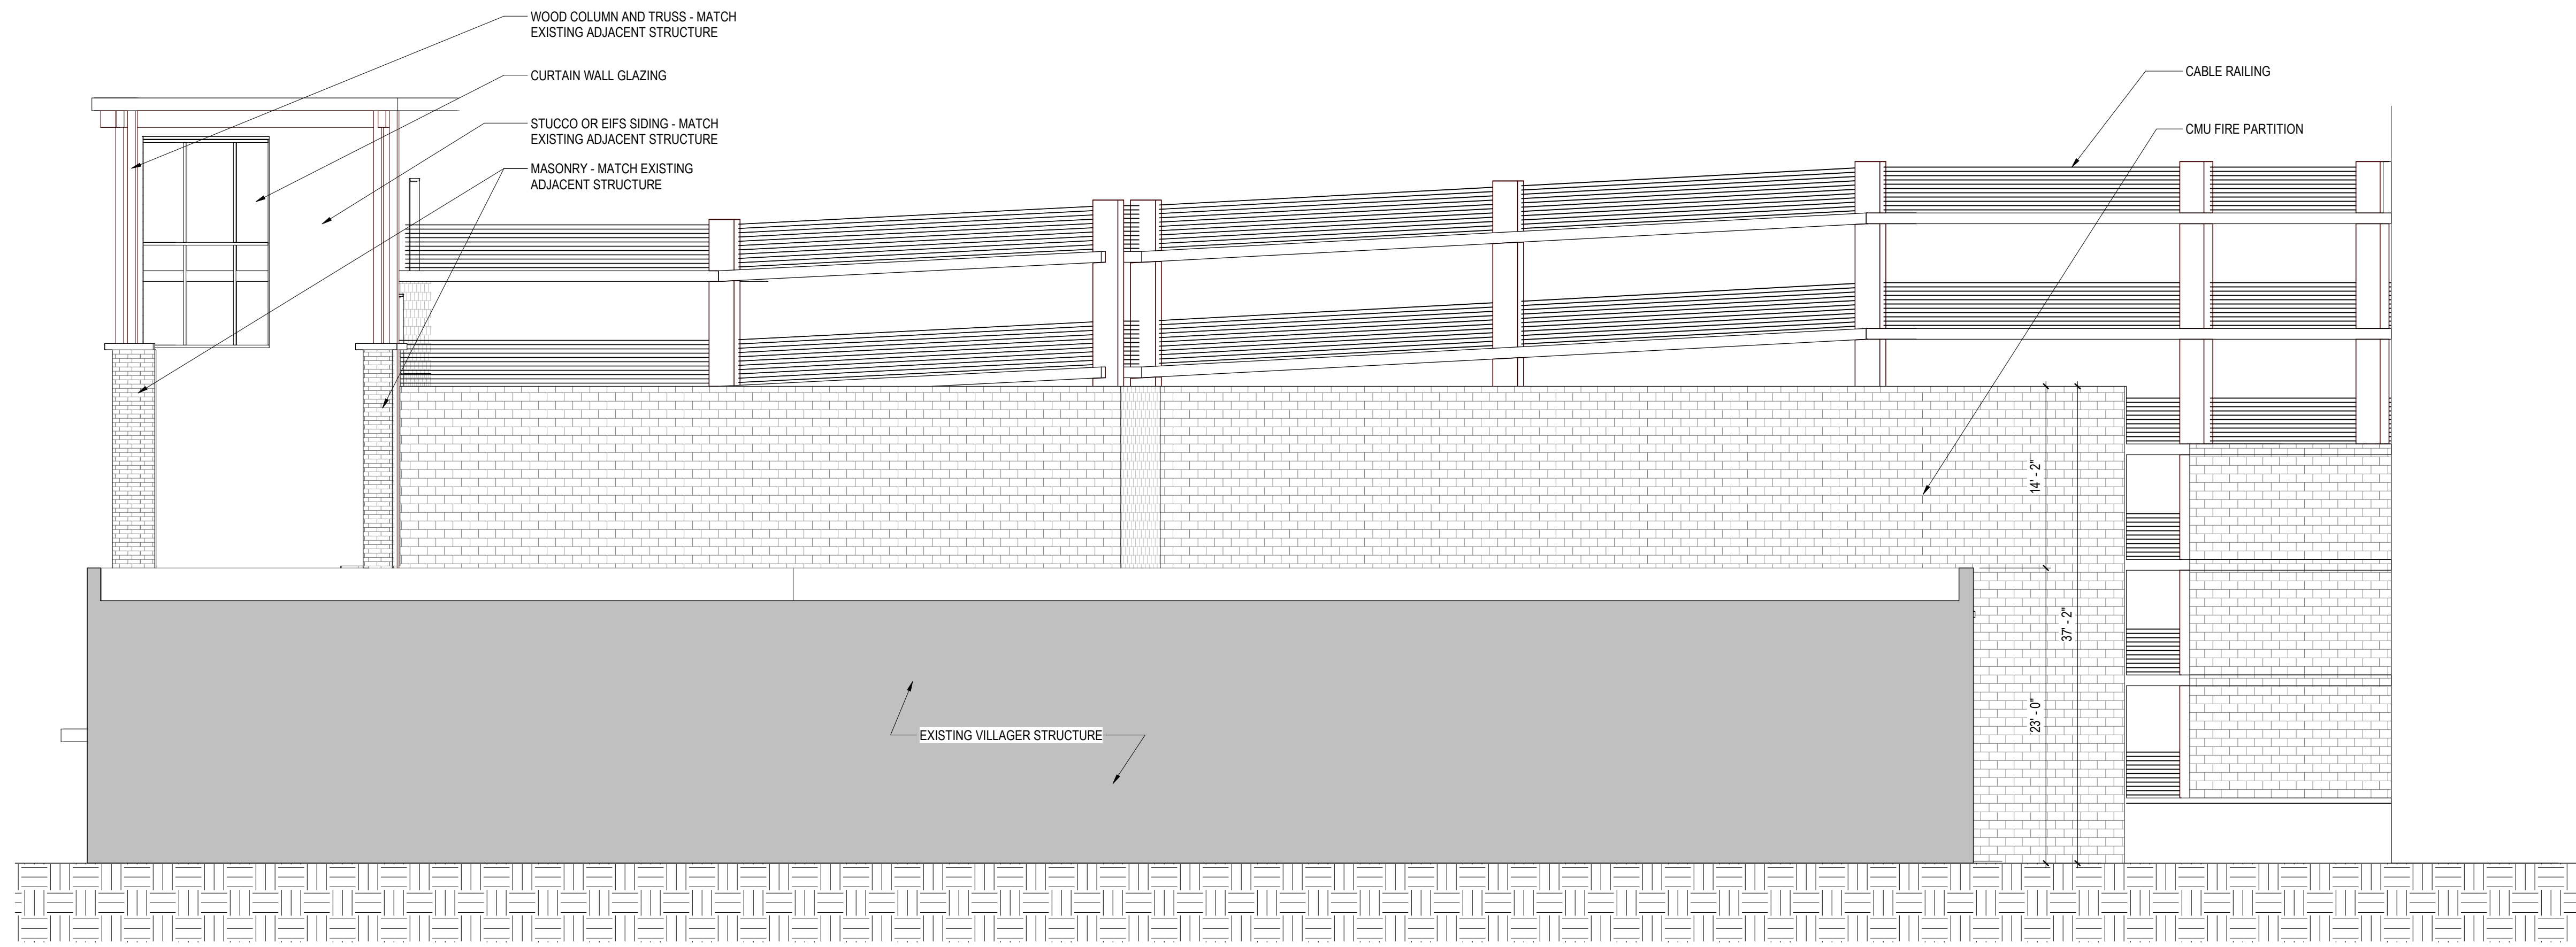 WOOD COLUMN AND TRUSS - MATCH
EXISTING ADJACENT STRUCTURE
CURTAIN WALL GLAZING
STUCCO OR EIFS SIDING - MATCH
EXISTING ADJACENT STRUCTURE
MASONRY - MATCH EXISTING
ADJACENT STRUCTURE
CABLE RAILING
CMU FIRE PARTITION
14' - 2"
37' - 2"
23' - 0"
EXISTING VILLAGER STRUCTURE